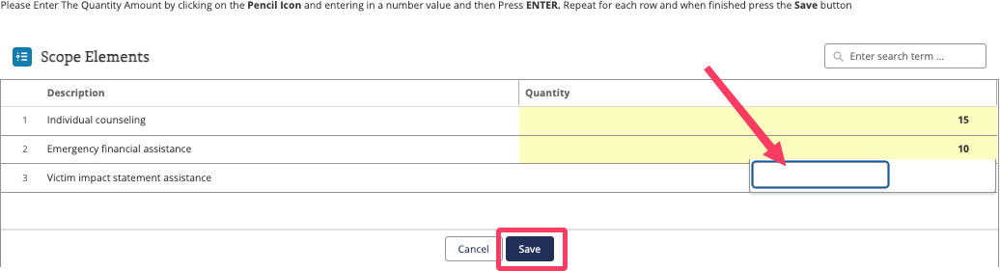 Please Enter The Quantity Amount by clicking on the Pencil Icon and entering in a number value and then Press ENTER. Repeat for each row and when finished press the Save button
Scope Elements
Enter search term ...
Description Quantity
1 Individual counseling 15
2 Emergency financial assistance 10
3 Victim impact statement assistance
Cancel Save